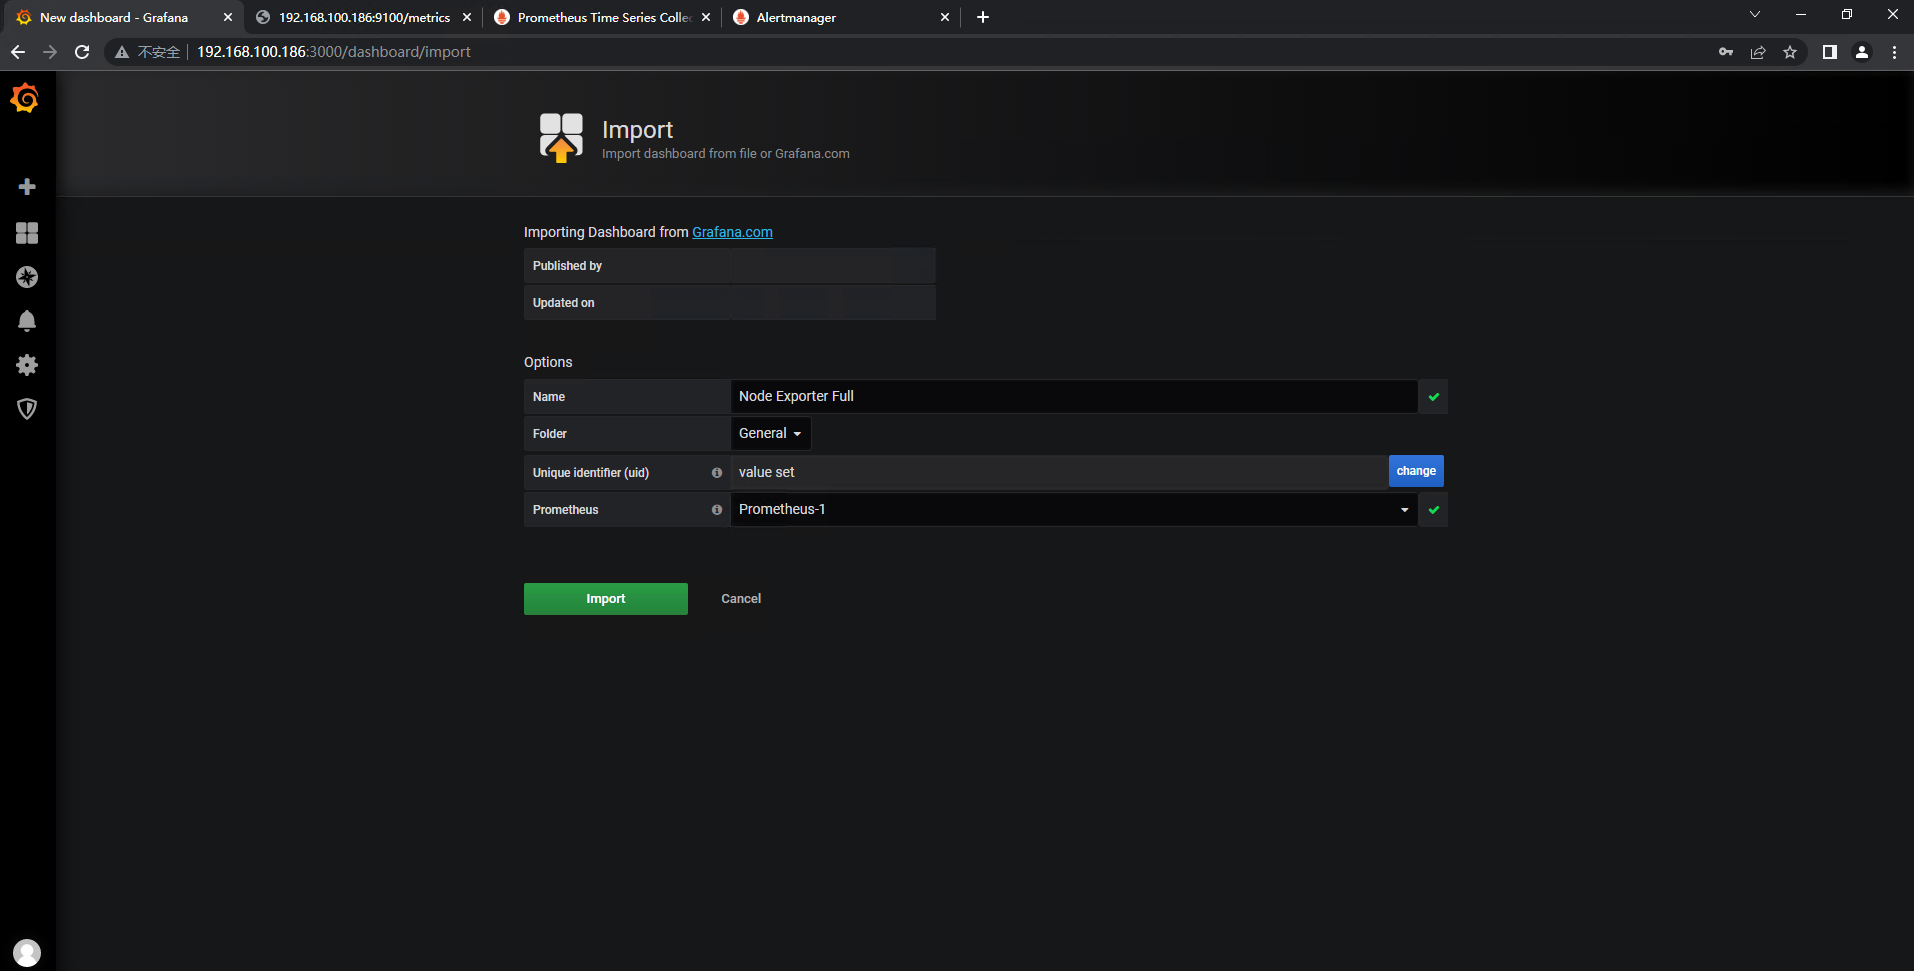 New dashboard - Grafana
192.168.100.186:9100/metrics
Prometheus Time Series Collec
Alertmanager
不安全
192.168.100.186:3000/dashboard/import
Import
Import dashboard from file or Grafana.com
Importing Dashboard from Grafana.com
Published by
Updated on
Options
Name Node Exporter Full
Folder General
Unique identifier (uid) value set change
Prometheus Prometheus-1
Import Cancel